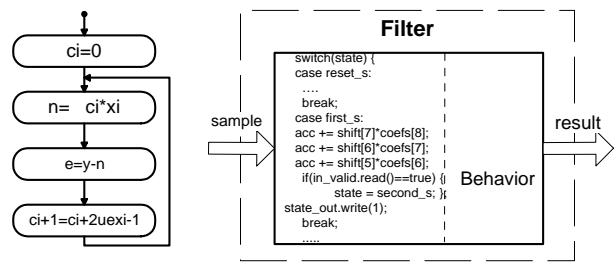 ci=0
n= ci*xi
e=y-n
ci+1=ci+2uexi-1
Filter
sample
switch(state) {
case reset_s:
....
break;
case first_s:
acc += shift[7]*coefs[8];
acc += shift[6]*coefs[7];
acc += shift[5]*coefs[6];
if(in_valid.read()==true) {
state = second_s; };
state_out.write(1);
break;
.....
Behavior
result